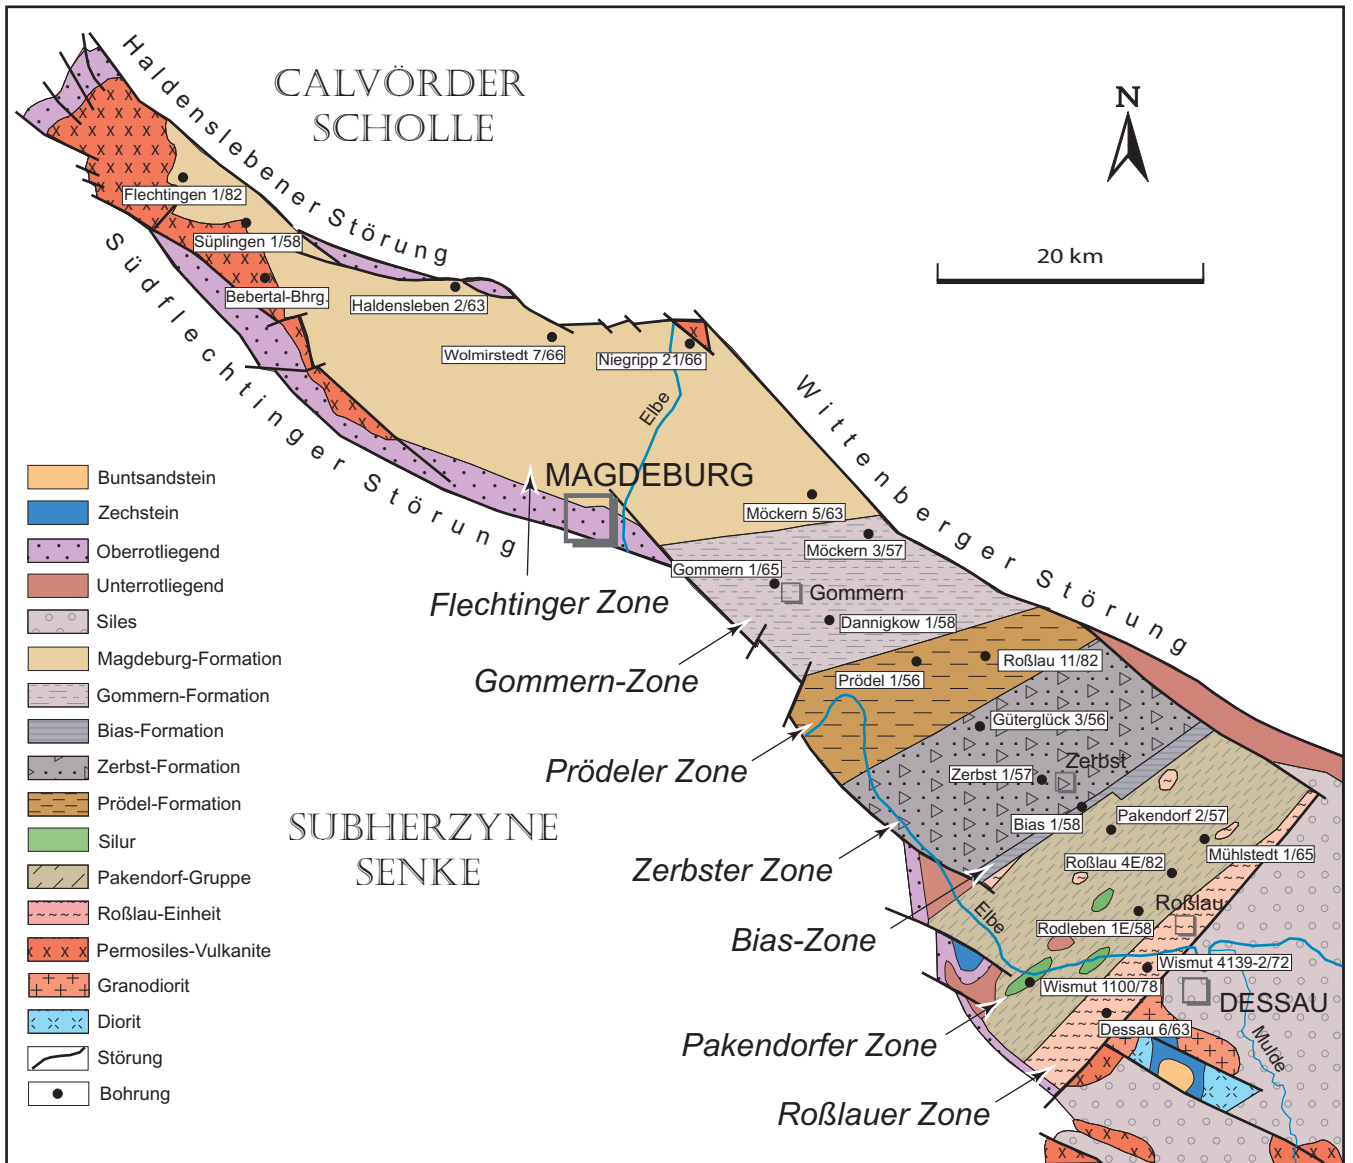 CALVÖRDER
SCHOLLE
Haldenslebener Störung
N
20 km
Flechtingen 1/82
Süplingen 1/58
Bebertal-Bhrg.
Haldensleben 2/63
Wolmirstedt 7/66
Niegripp 21/66
Südflechtinger Störung
Elbe
Wittenberger Störung
MAGDEBURG
Möckern 5/63
Möckern 3/57
Gommern 1/65
Gommern
Dannigkow 1/58
Flechtinger Zone
Gommern-Zone
Prödel 1/56
Roßlau 11/82
Güterglück 3/56
Zerbst 1/57
Zerbst
Bias 1/58
Prödeler Zone
Pakendorf 2/57
Mühlstedt 1/65
Roßlau 4E/82
Roßlau
Rodleben 1E/58
Elbe
Zerbster Zone
Bias-Zone
Wismut 4139-2/72
Wismut 1100/78
DESSAU
Dessau 6/63
Mulde
Pakendorfer Zone
Roßlauer Zone
SUBHERZYNE
SENKE
Buntsandstein
Zechstein
Oberrotliegend
Unterrotliegend
Siles
Magdeburg-Formation
Gommern-Formation
Bias-Formation
Zerbst-Formation
Prödel-Formation
Silur
Pakendorf-Gruppe
Roßlau-Einheit
Permosiles-Vulkanite
Granodiorit
Diorit
Störung
Bohrung